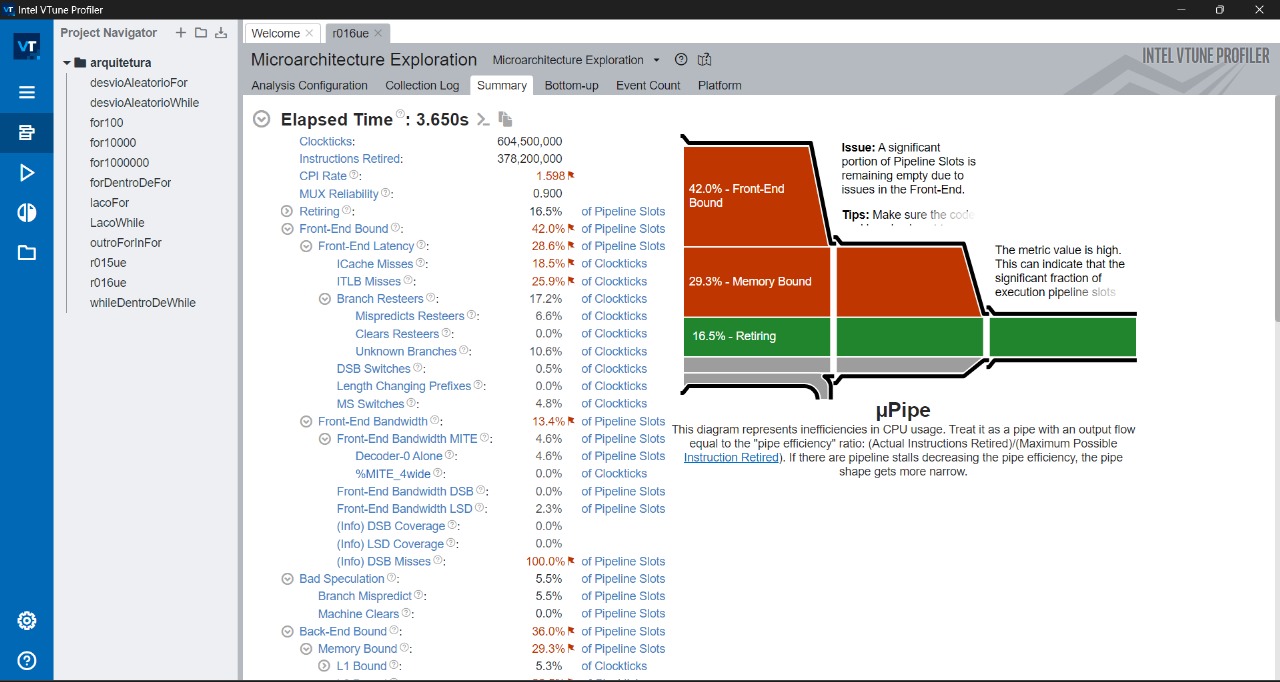 Intel VTune Profiler
Project Navigator
Welcome
r016ue
Microarchitecture Exploration
Microarchitecture Exploration
INTEL VTUNE PROFILER
Analysis Configuration
Collection Log
Summary
Bottom-up
Event Count
Platform
arquitetura
desvioAleatorioFor
desvioAleatorioWhile
for100
for10000
for1000000
forDentroDeFor
lacoFor
LacoWhile
outroForInFor
r015ue
r016ue
whileDentroDeWhile
Elapsed Time : 3.650s
Clockticks: 604,500,000
Instructions Retired: 378,200,000
CPI Rate : 1.598
MUX Reliability : 0.900
Retiring : 16.5% of Pipeline Slots
Front-End Bound : 42.0% of Pipeline Slots
Front-End Latency : 28.6% of Pipeline Slots
ICache Misses : 18.5% of Clockticks
ITLB Misses : 25.9% of Clockticks
Branch Resteers : 17.2% of Clockticks
Mispredicts Resteers : 6.6% of Clockticks
Clears Resteers : 0.0% of Clockticks
Unknown Branches : 10.6% of Clockticks
DSB Switches : 0.5% of Clockticks
Length Changing Prefixes : 0.0% of Clockticks
MS Switches : 4.8% of Clockticks
Front-End Bandwidth : 13.4% of Pipeline Slots
Front-End Bandwidth MITE : 4.6% of Pipeline Slots
Decoder-0 Alone : 4.6% of Pipeline Slots
%MITE_4wide : 0.0% of Clockticks
Front-End Bandwidth DSB : 0.0% of Pipeline Slots
Front-End Bandwidth LSD : 2.3% of Pipeline Slots
(Info) DSB Coverage : 0.0%
(Info) LSD Coverage : 0.0%
(Info) DSB Misses : 100.0% of Pipeline Slots
Bad Speculation : 5.5% of Pipeline Slots
Branch Mispredict : 5.5% of Pipeline Slots
Machine Clears : 0.0% of Pipeline Slots
Back-End Bound : 36.0% of Pipeline Slots
Memory Bound : 29.3% of Pipeline Slots
L1 Bound : 5.3% of Clockticks
42.0% - Front-End
Bound
29.3% - Memory Bound
16.5% - Retiring
Issue: A significant
portion of Pipeline Slots is
remaining empty due to
issues in the Front-End.
Tips: Make sure the code
The metric value is high.
This can indicate that the
significant fraction of
execution pipeline slots
µPipe
This diagram represents inefficiencies in CPU usage. Treat it as a pipe with an output flow
equal to the "pipe efficiency" ratio: (Actual Instructions Retired)/(Maximum Possible
Instruction Retired). If there are pipeline stalls decreasing the pipe efficiency, the pipe
shape gets more narrow.